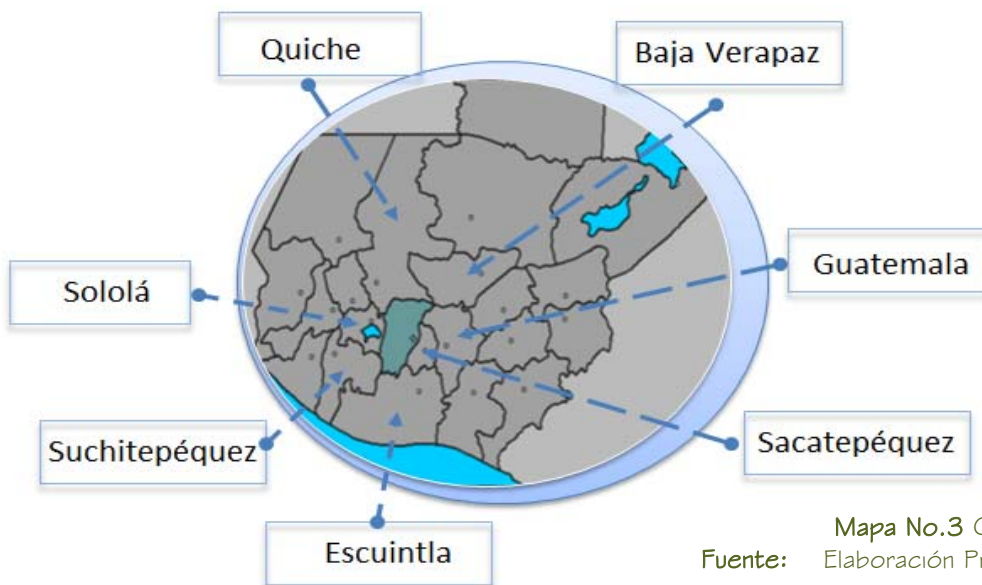 Quiche
Baja Verapaz
Guatemala
Sololá
Suchitepéquez
Sacatepéquez
Escuintla
Mapa No.3
Fuente: Elaboración